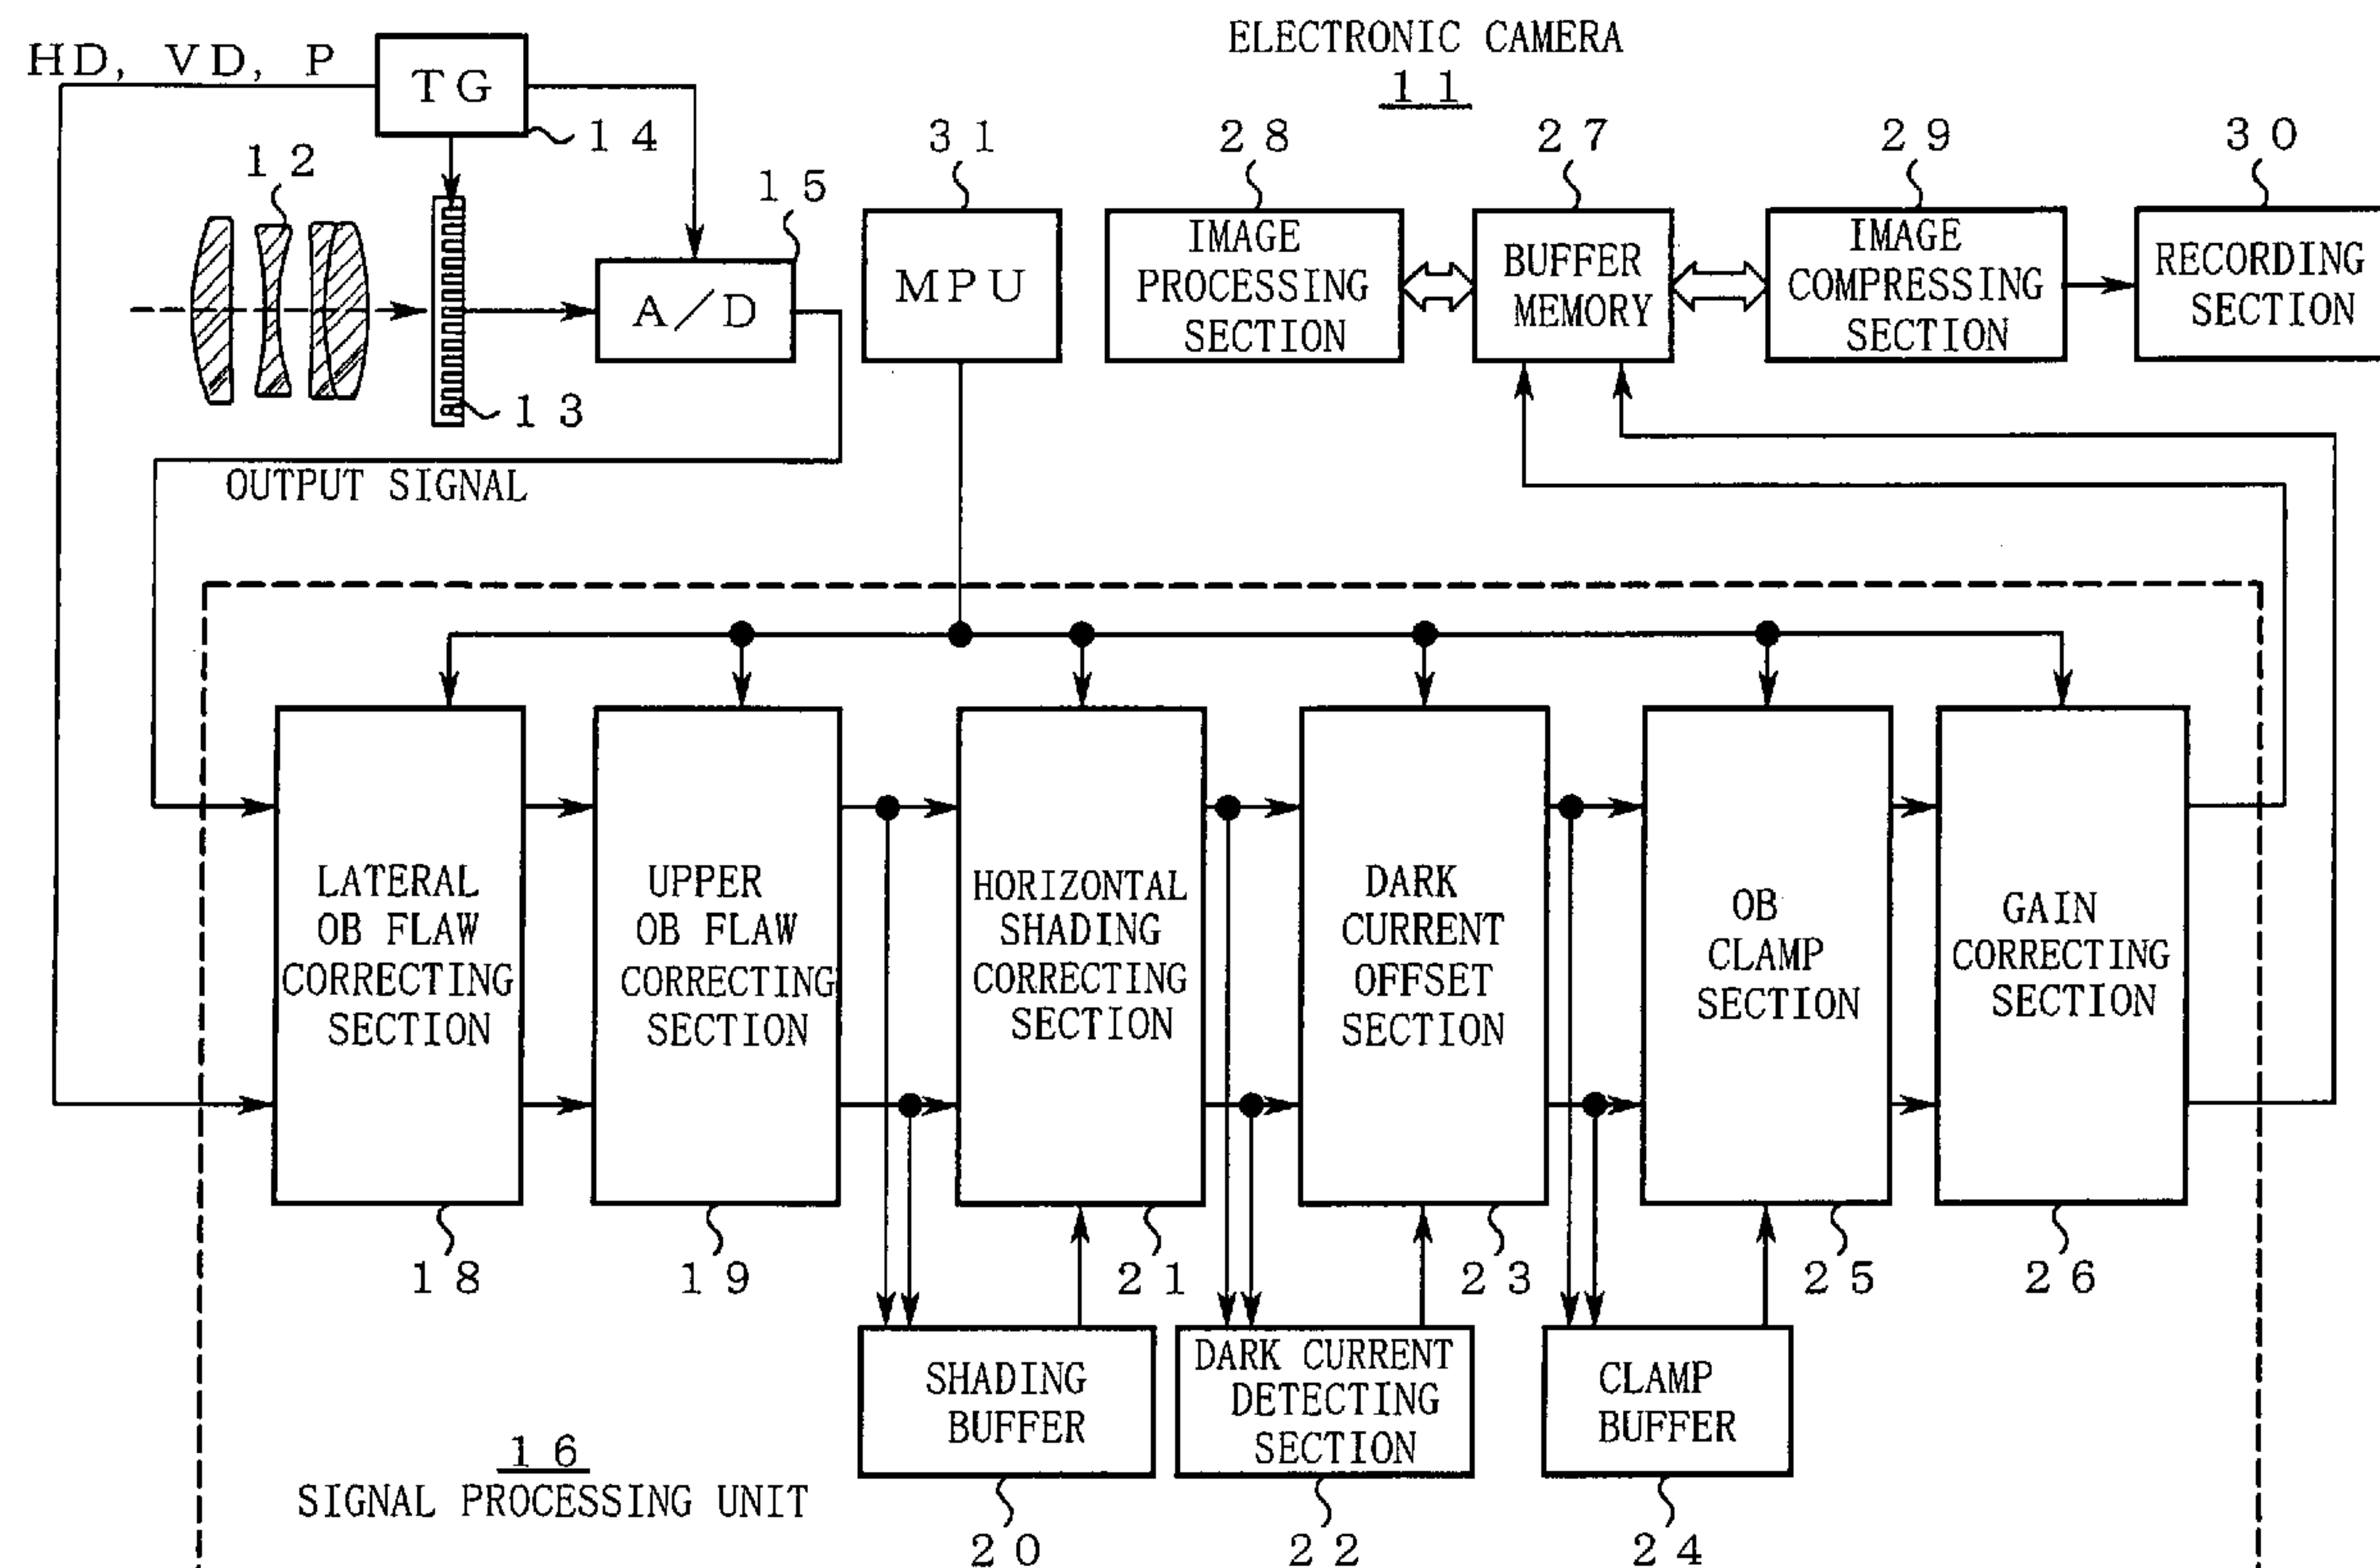 ELECTRONIC CAMERA
11
HD, VD, P
TG
14
12
15
31
28
27
29
30
A/D
MPU
IMAGE
PROCESSING
SECTION
BUFFER
MEMORY
IMAGE
COMPRESSING
SECTION
RECORDING
SECTION
13
OUTPUT SIGNAL
LATERAL
OB FLAW
CORRECTING
SECTION
UPPER
OB FLAW
CORRECTING
SECTION
HORIZONTAL
SHADING
CORRECTING
SECTION
DARK
CURRENT
OFFSET
SECTION
OB
CLAMP
SECTION
GAIN
CORRECTING
SECTION
18
19
21
23
25
26
SHADING
BUFFER
DARK CURRENT
DETECTING
SECTION
CLAMP
BUFFER
16
SIGNAL PROCESSING UNIT
20
22
24